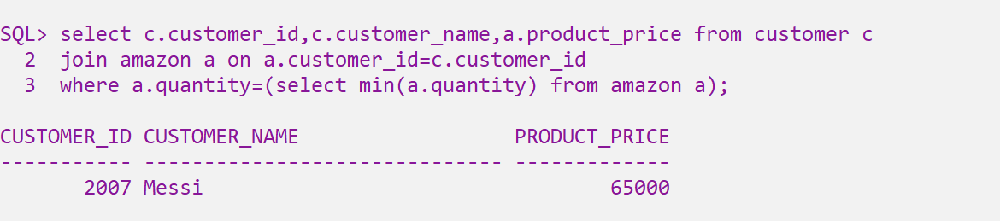 SQL> select c.customer_id,c.customer_name,a.product_price from customer c
  2  join amazon a on a.customer_id=c.customer_id
  3  where a.quantity=(select min(a.quantity) from amazon a);
CUSTOMER_ID CUSTOMER_NAME                  PRODUCT_PRICE
----------- ------------------------------ -------------
       2007 Messi                                  65000